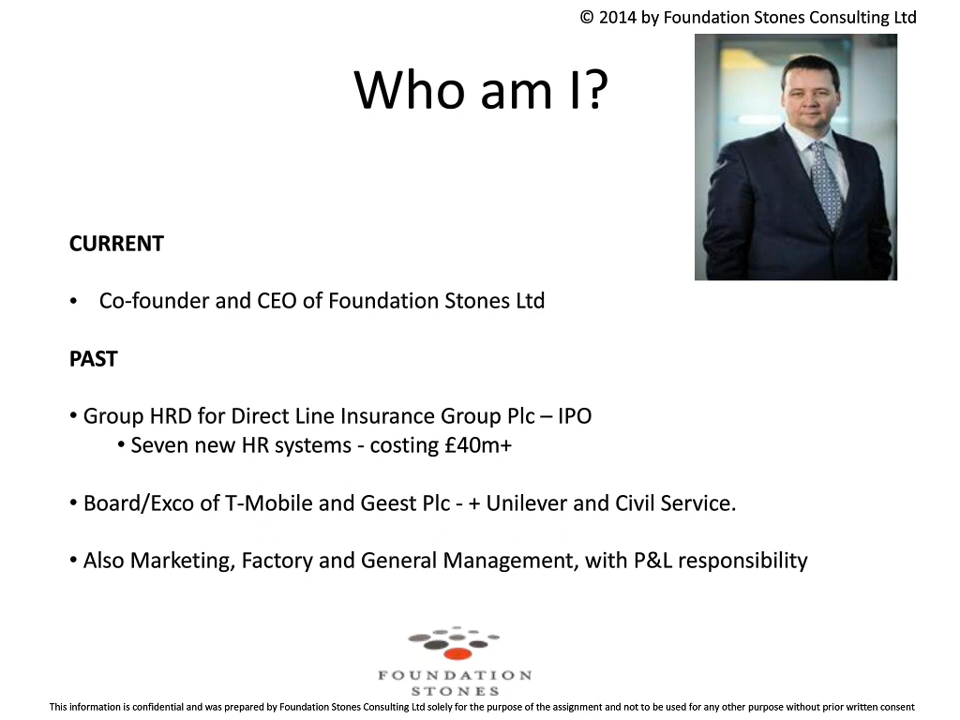 © 2014 by Foundation Stones Consulting Ltd
Who am I?
CURRENT
• Co-founder and CEO of Foundation Stones Ltd
PAST
• Group HRD for Direct Line Insurance Group Plc – IPO
• Seven new HR systems - costing £40m+
• Board/Exco of T-Mobile and Geest Plc - + Unilever and Civil Service.
• Also Marketing, Factory and General Management, with P&L responsibility
FOUNDATION
STONES
This information is confidential and was prepared by Foundation Stones Consulting Ltd solely for the purpose of the assignment and not to be used for any other purpose without prior written consent